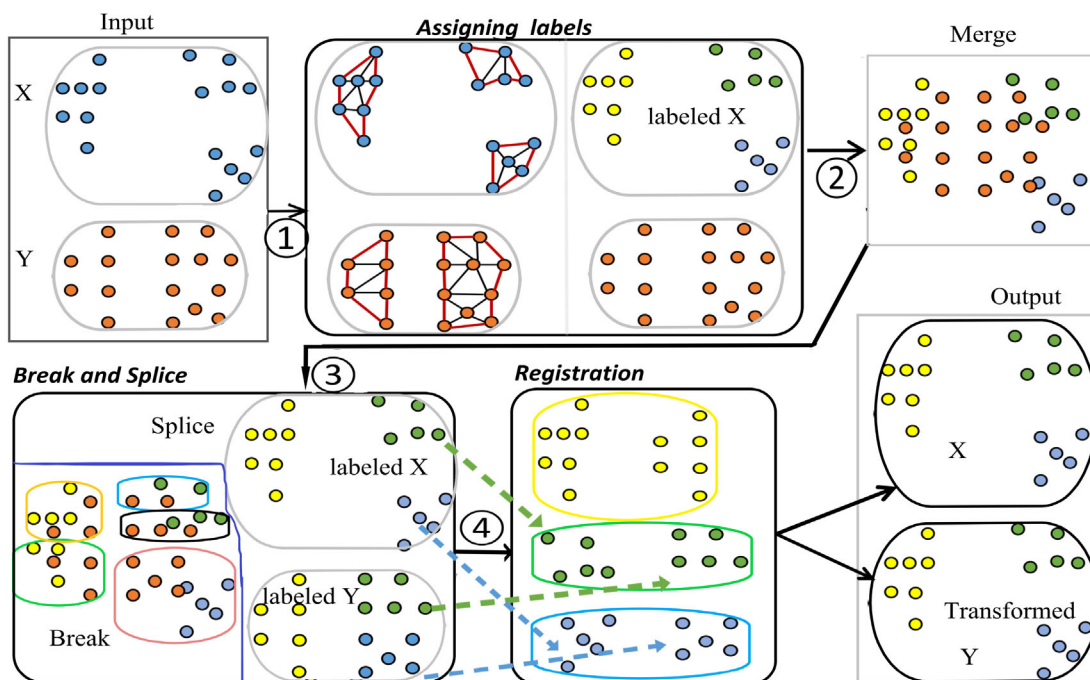 Input
Assigning labels
Merge
X
labeled X
Y
1
2
Output
3
Break and Splice
Registration
Splice
labeled X
X
4
labeled Y
Break
Transformed
Y